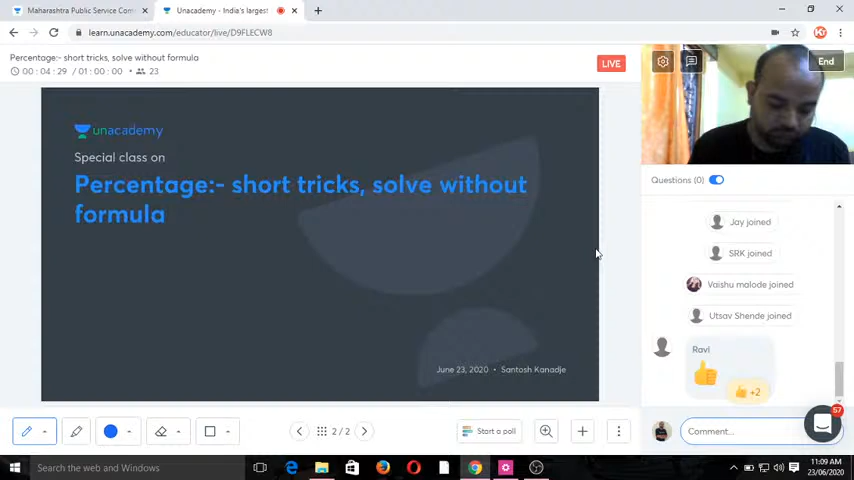 Maharashtra Public Service Com
Unacademy - India's largest
learn.unacademy.com/educator/live/D9FLECW8
Percentage:- short tricks, solve without formula
00 : 04 : 29 / 01 : 00 : 00 • 23
LIVE
End
unacademy
Special class on
Percentage:- short tricks, solve without
formula
June 23, 2020 • Santosh Kanadje
Questions (0)
Jay joined
SRK joined
Vaishu malode joined
Utsav Shende joined
Ravi
+2
57
2 / 2
Start a poll
Comment...
Search the web and Windows
11:09 AM
23/06/2020